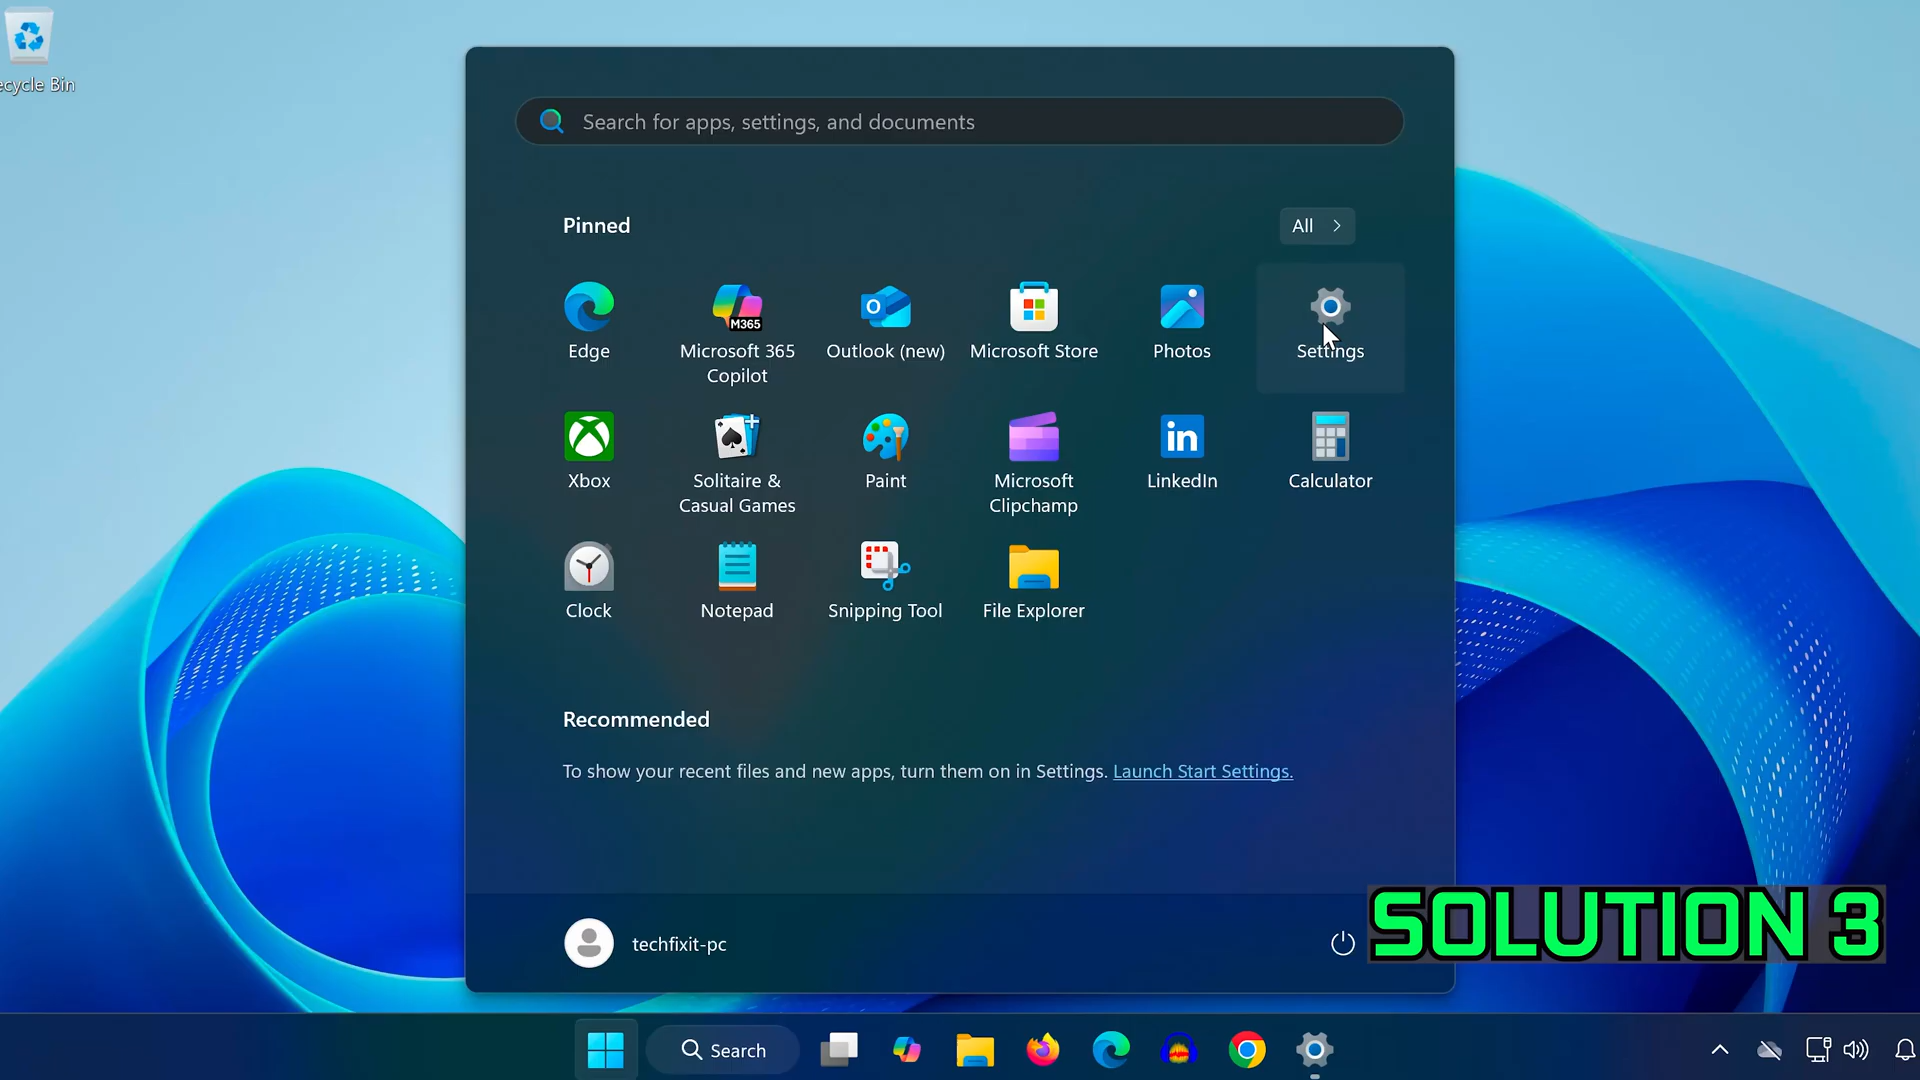 ecycle Bin
Search for apps, settings, and documents
Pinned
All
Edge
M365
Microsoft 365
Copilot
Outlook (new)
Microsoft Store
Photos
Settings
Xbox
Solitaire &
Casual Games
Paint
Microsoft
Clipchamp
LinkedIn
Calculator
Clock
Notepad
Snipping Tool
File Explorer
Recommended
To show your recent files and new apps, turn them on in Settings. Launch Start Settings.
techfixit-pc
SOLUTION 3
Search